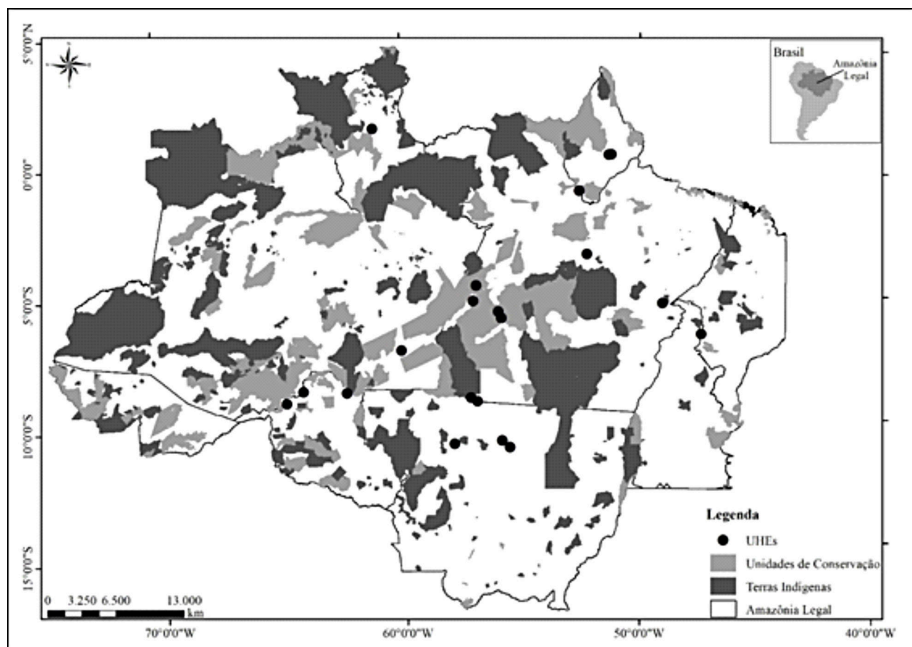 5°0'0"N
0°0'0"
5°0'0"S
10°0'0"S
15°0'0"S
Brasil
Amazônia
Legal
Legenda
UHEs
Unidades de Conservação
Terras Indígenas
Amazônia Legal
0 3.250 6.500 13.000
km
70°0'0"W 60°0'0"W 50°0'0"W 40°0'0"W